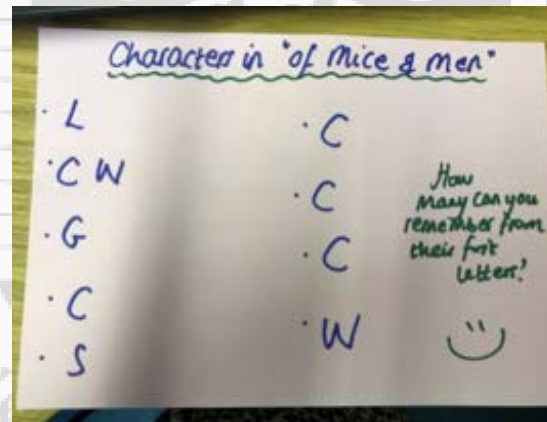 Characters in "of Mice & Men"
· L
· C W
· G
· C
· S
· C
· C
· C
· W
How
many can you
remember from
their first
letters?